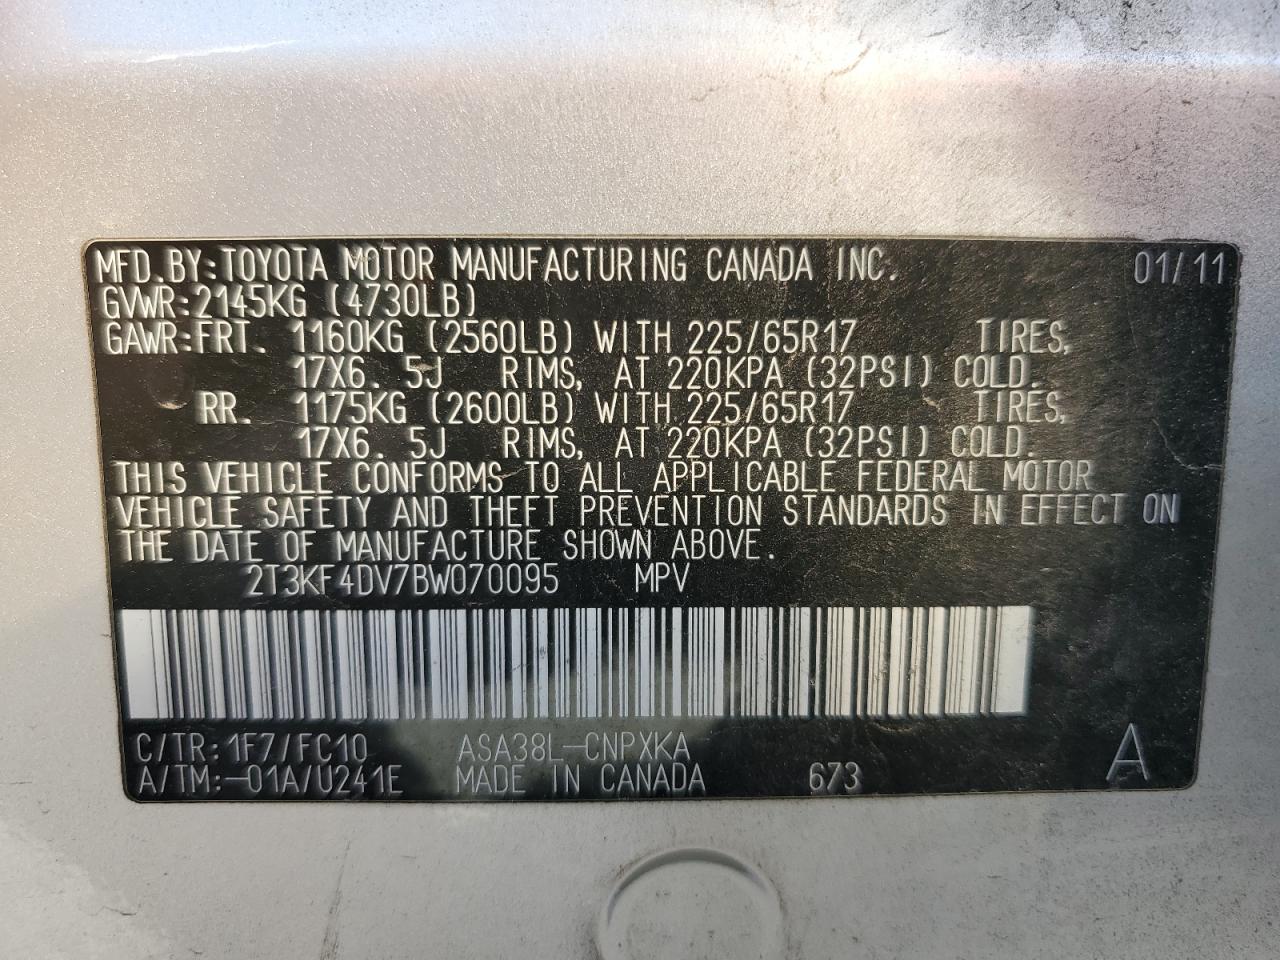 MFD.BY:TOYOTA MOTOR MANUFACTURING CANADA INC. 01/11
GVWR:2145KG (4730LB)
GAWR:FRT. 1160KG (2560LB) WITH 225/65R17 TIRES,
17X6.5J RIMS, AT 220KPA (32PSI) COLD.
RR. 1175KG (2600LB) WITH 225/65R17 TIRES,
17X6.5J RIMS, AT 220KPA (32PSI) COLD.
THIS VEHICLE CONFORMS TO ALL APPLICABLE FEDERAL MOTOR
VEHICLE SAFETY AND THEFT PREVENTION STANDARDS IN EFFECT ON
THE DATE OF MANUFACTURE SHOWN ABOVE.
2T3KF4DV7BW070095 MPV
C/TR:1F7/FC10 ASA38L-CNPXKA
A/TM:-01A/U241E MADE IN CANADA 673 A